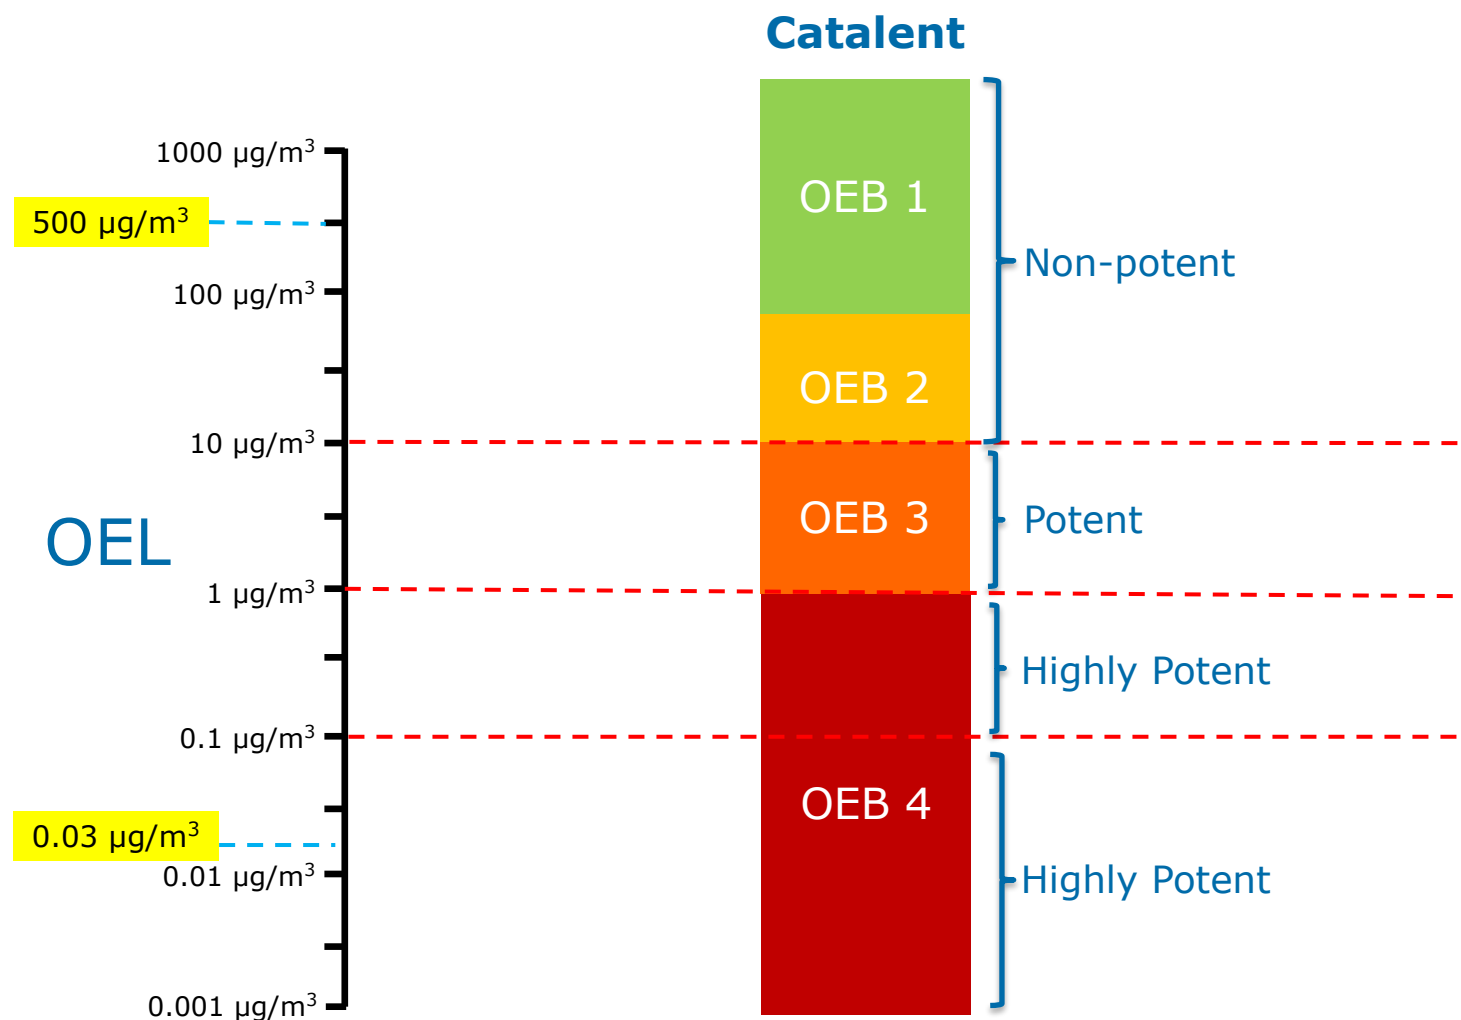 Catalent
1000 µg/m³
500 µg/m³
100 µg/m³
10 µg/m³
OEL
1 µg/m³
0.1 µg/m³
0.03 µg/m³
0.01 µg/m³
0.001 µg/m³
OEB 1
OEB 2
OEB 3
OEB 4
Non-potent
Potent
Highly Potent
Highly Potent